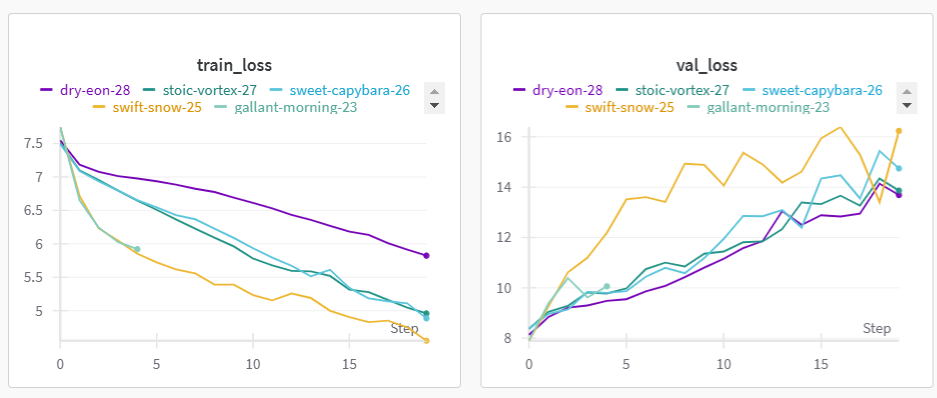 train_loss
dry-eon-28 stoic-vortex-27 sweet-capybara-26
swift-snow-25 gallant-morning-23
7.5
7
6.5
6
5.5
5
Step
0 5 10 15
val_loss
dry-eon-28 stoic-vortex-27 sweet-capybara-26
swift-snow-25 gallant-morning-23
16
14
12
10
8
Step
0 5 10 15